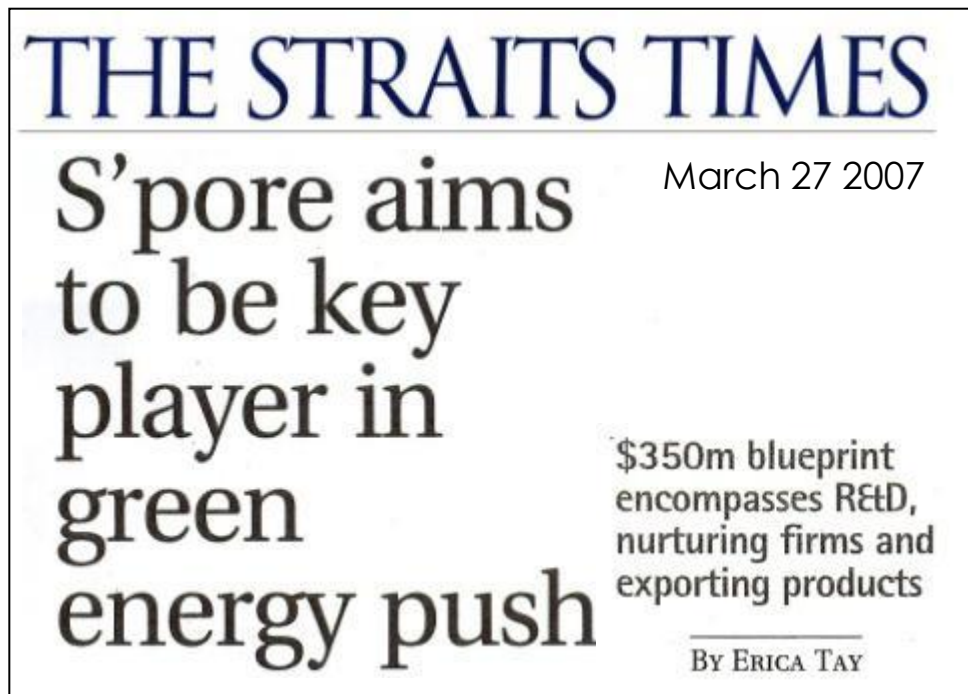 THE STRAITS TIMES
March 27 2007
S'pore aims
to be key
player in
green
energy push
$350m blueprint
encompasses R&D,
nurturing firms and
exporting products
BY ERICA TAY